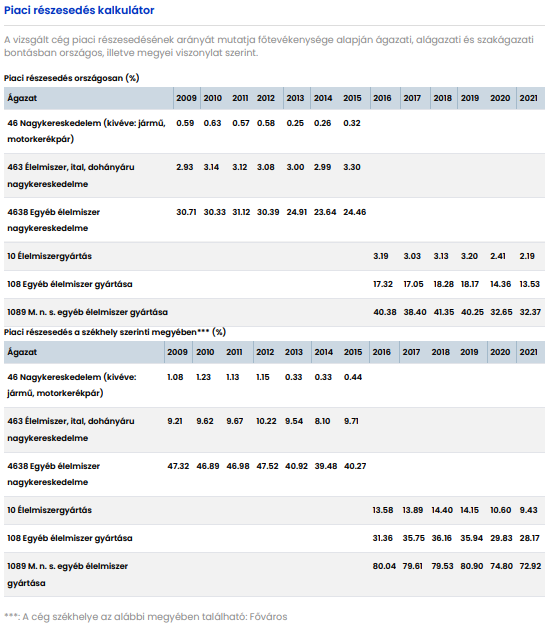 Piaci részesedés kalkulátor
A vizsgált cég piaci részesedésének arányát mutatja főtevékenysége alapján ágazati, alágazati és szakágazati
bontásban országos, illetve megyei viszonylat szerint.
Piaci részesedés országosan (%)
Ágazat 2009 2010 2011 2012 2013 2014 2015 2016 2017 2018 2019 2020 2021
46 Nagykereskedelem (kivéve: jármű, 0.59 0.63 0.57 0.58 0.25 0.26 0.32
motorkerékpár)
463 Élelmiszer, ital, dohányáru 2.93 3.14 3.12 3.08 3.00 2.99 3.30
nagykereskedelme
4638 Egyéb élelmiszer 30.71 30.33 31.12 30.39 24.91 23.64 24.46
nagykereskedelme
10 Élelmiszergyártás 3.19 3.03 3.13 3.20 2.41 2.19
108 Egyéb élelmiszer gyártása 17.32 17.05 18.28 18.17 14.36 13.53
1089 M. n. s. egyéb élelmiszer gyártása 40.38 38.40 41.35 40.25 32.65 32.37
Piaci részesedés a székhely szerinti megyében*** (%)
Ágazat 2009 2010 2011 2012 2013 2014 2015 2016 2017 2018 2019 2020 2021
46 Nagykereskedelem (kivéve: 1.08 1.23 1.13 1.15 0.33 0.33 0.44
jármű, motorkerékpár)
463 Élelmiszer, ital, dohányáru 9.21 9.62 9.67 10.22 9.54 8.10 9.71
nagykereskedelme
4638 Egyéb élelmiszer 47.32 46.89 46.98 47.52 40.92 39.48 40.27
nagykereskedelme
10 Élelmiszergyártás 13.58 13.89 14.40 14.15 10.60 9.43
108 Egyéb élelmiszer gyártása 31.36 35.75 36.16 35.94 29.83 28.17
1089 M. n. s. egyéb élelmiszer 80.04 79.61 79.53 80.90 74.80 72.92
gyártása
***: A cég székhelye az alábbi megyében található: Főváros